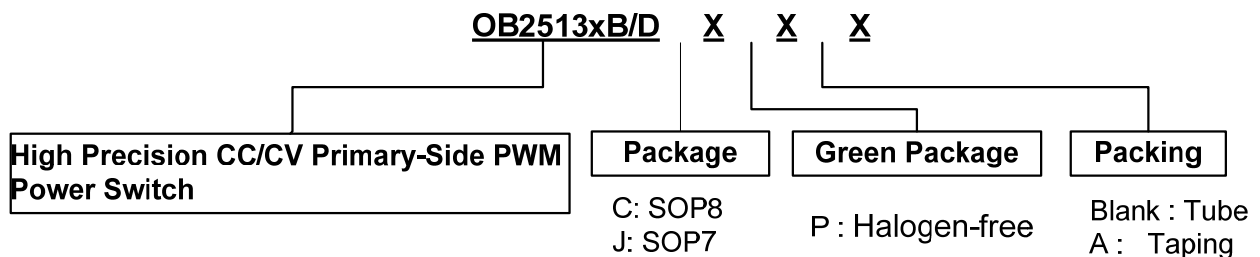 OB2513xB/D X X X
High Precision CC/CV Primary-Side PWM
Power Switch
Package
C: SOP8
J: SOP7
Green Package
P : Halogen-free
Packing
Blank : Tube
A : Taping